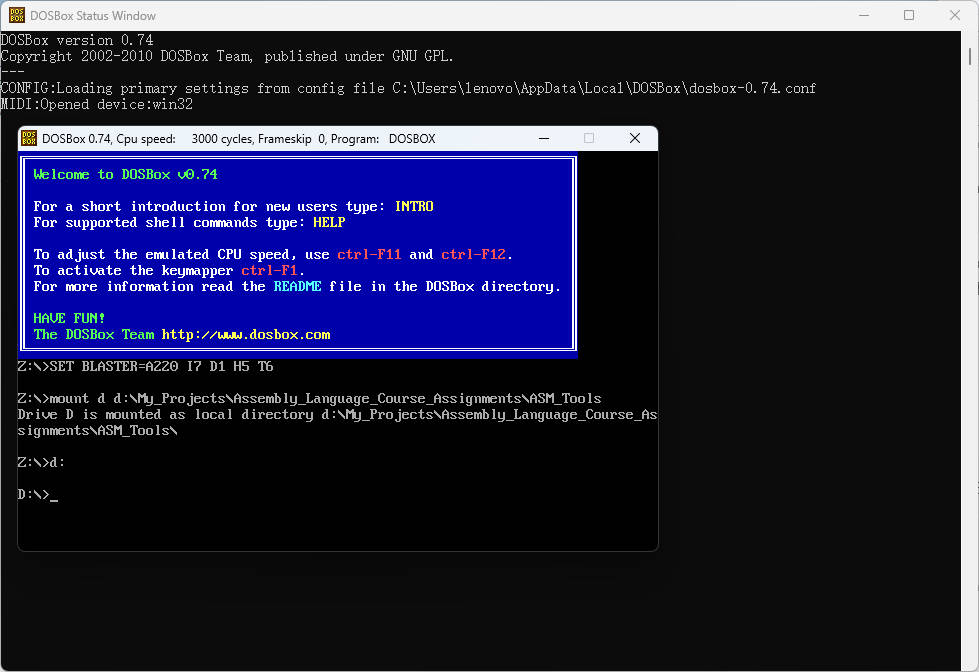 DOSBox Status Window
DOSBox version 0.74
Copyright 2002-2010 DOSBox Team, published under GNU GPL.
---
CONFIG:Loading primary settings from config file C:\Users\lenovo\AppData\Local\DOSBox\dosbox-0.74.conf
MIDI:Opened device:win32
DOSBox 0.74, Cpu speed: 3000 cycles, Frameskip 0, Program: DOSBOX
Welcome to DOSBox v0.74
For a short introduction for new users type: INTRO
For supported shell commands type: HELP
To adjust the emulated CPU speed, use ctrl-F11 and ctrl-F12.
To activate the keymapper ctrl-F1.
For more information read the README file in the DOSBox directory.
HAVE FUN!
The DOSBox Team http://www.dosbox.com
Z:\>SET BLASTER=A220 I7 D1 H5 T6
Z:\>mount d d:\My_Projects\Assembly_Language_Course_Assignments\ASM_Tools
Drive D is mounted as local directory d:\My_Projects\Assembly_Language_Course_As
signments\ASM_Tools\
Z:\>d:
D:\>_